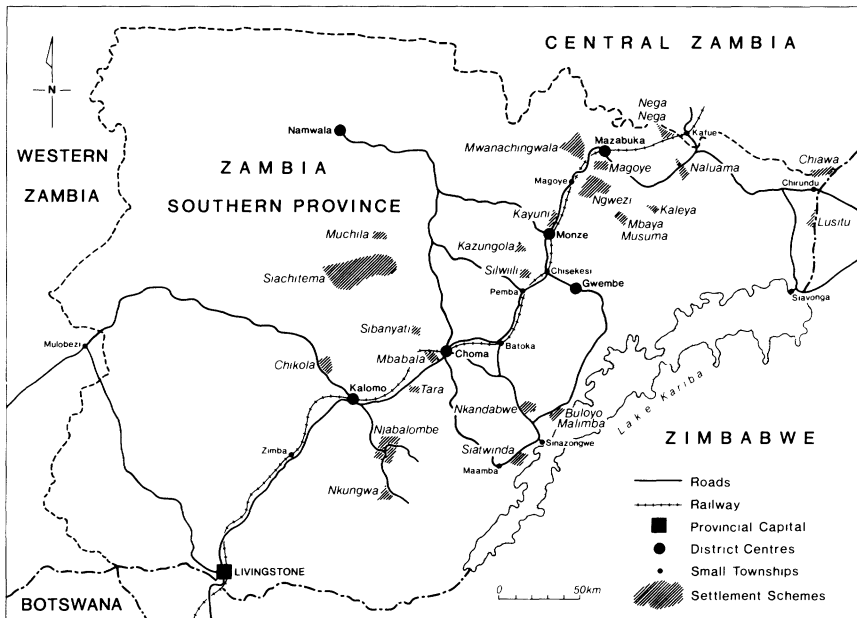 CENTRAL ZAMBIA
N
Nega
Nega
Kafue
Namwala
Mwanachingwala
Mazabuka
Chiawa
WESTERN
ZAMBIA
ZAMBIA
SOUTHERN PROVINCE
Magoye
Magoye
Naluama
Chirundu
Ngwezi
Kayuni
Kaleya
Mbaya
Musuma
Lusitu
Muchila
Monze
Kazungola
Siachitema
Silwiili
Chisekesi
Gwembe
Pemba
Siavonga
Sibanyati
Mulobezi
Mbabala
Choma
Batoka
Chikola
Tara
Kalomo
Lake Kariba
Nkandabwe
Buloyo
Malimba
Njabalombe
ZIMBABWE
Zimba
Siatwinda
Sinazongwe
Maamba
Nkungwa
Roads
Railway
Provincial Capital
District Centres
LIVINGSTONE
Small Townships
0 50km
Settlement Schemes
BOTSWANA